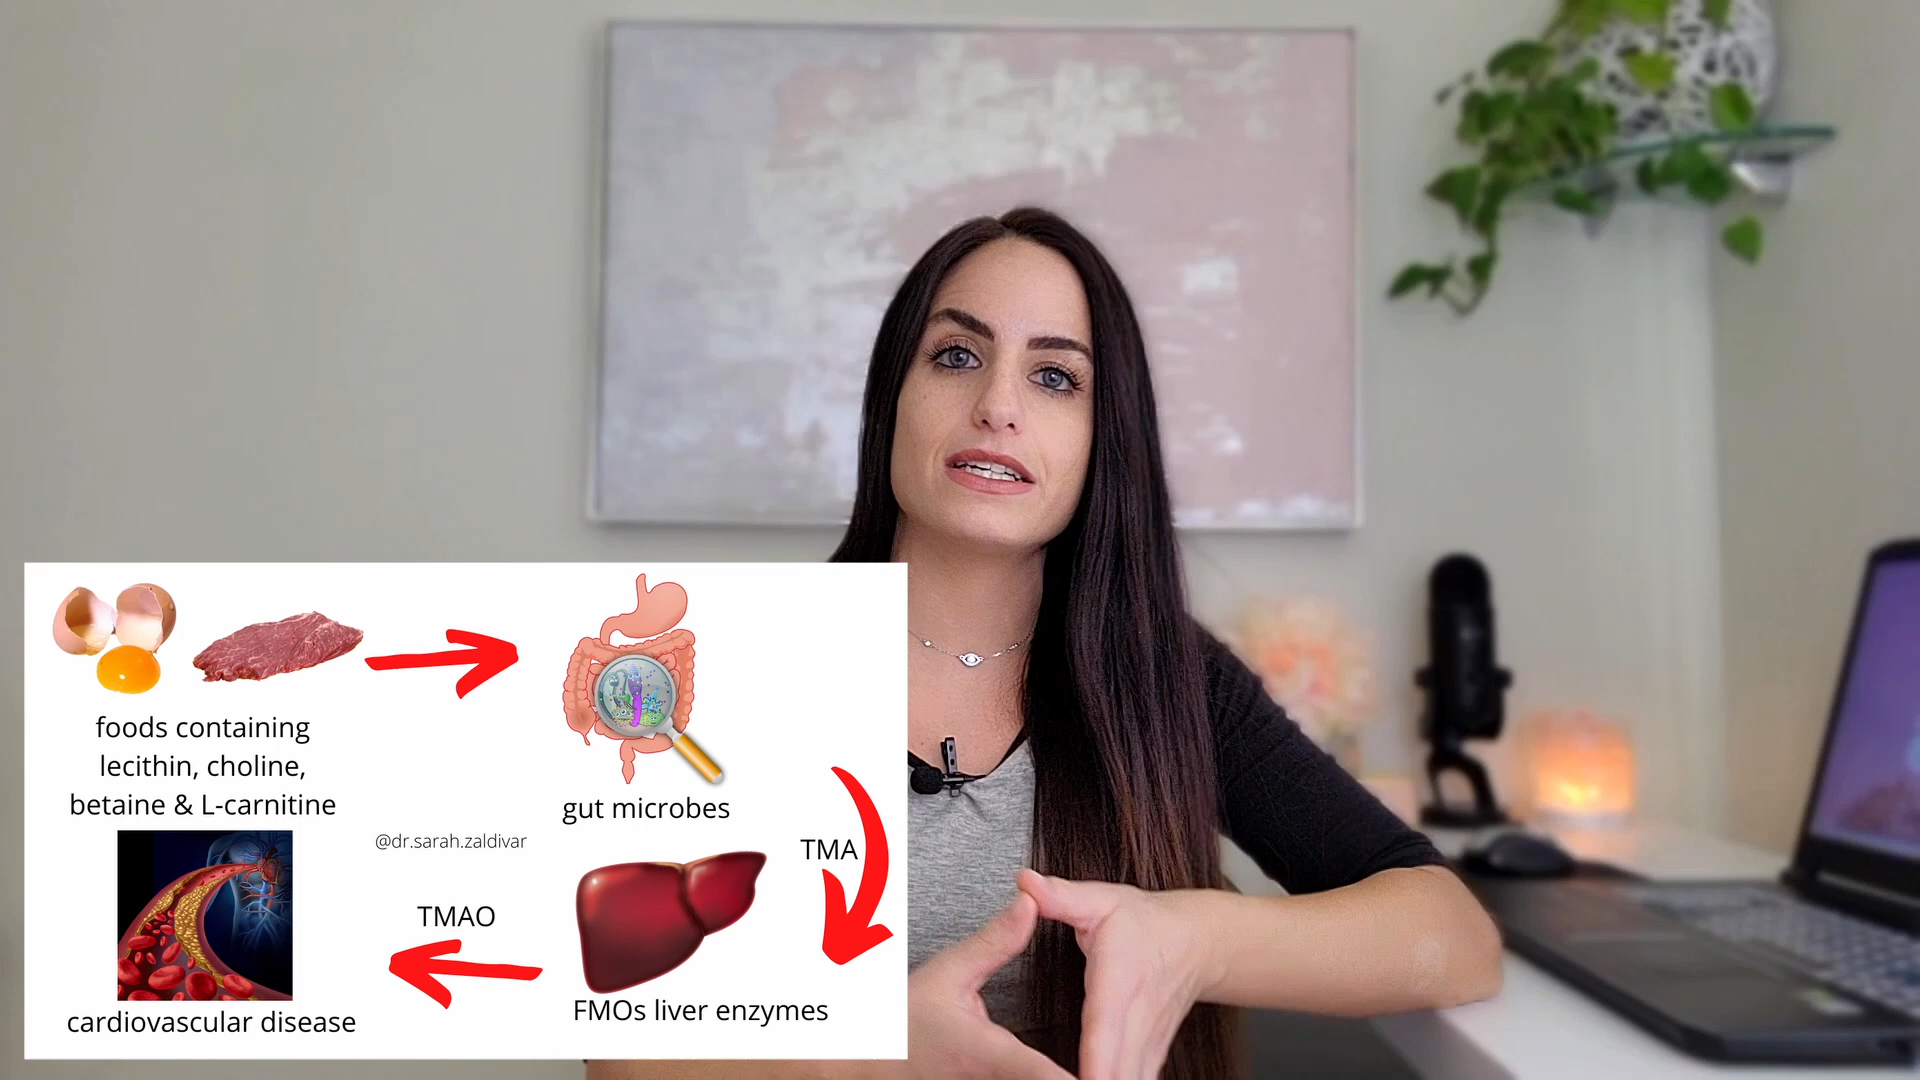 foods containing
lecithin, choline,
betaine & L-carnitine
gut microbes
TMA
@dr.sarah.zaldivar
FMOs liver enzymes
TMAO
cardiovascular disease